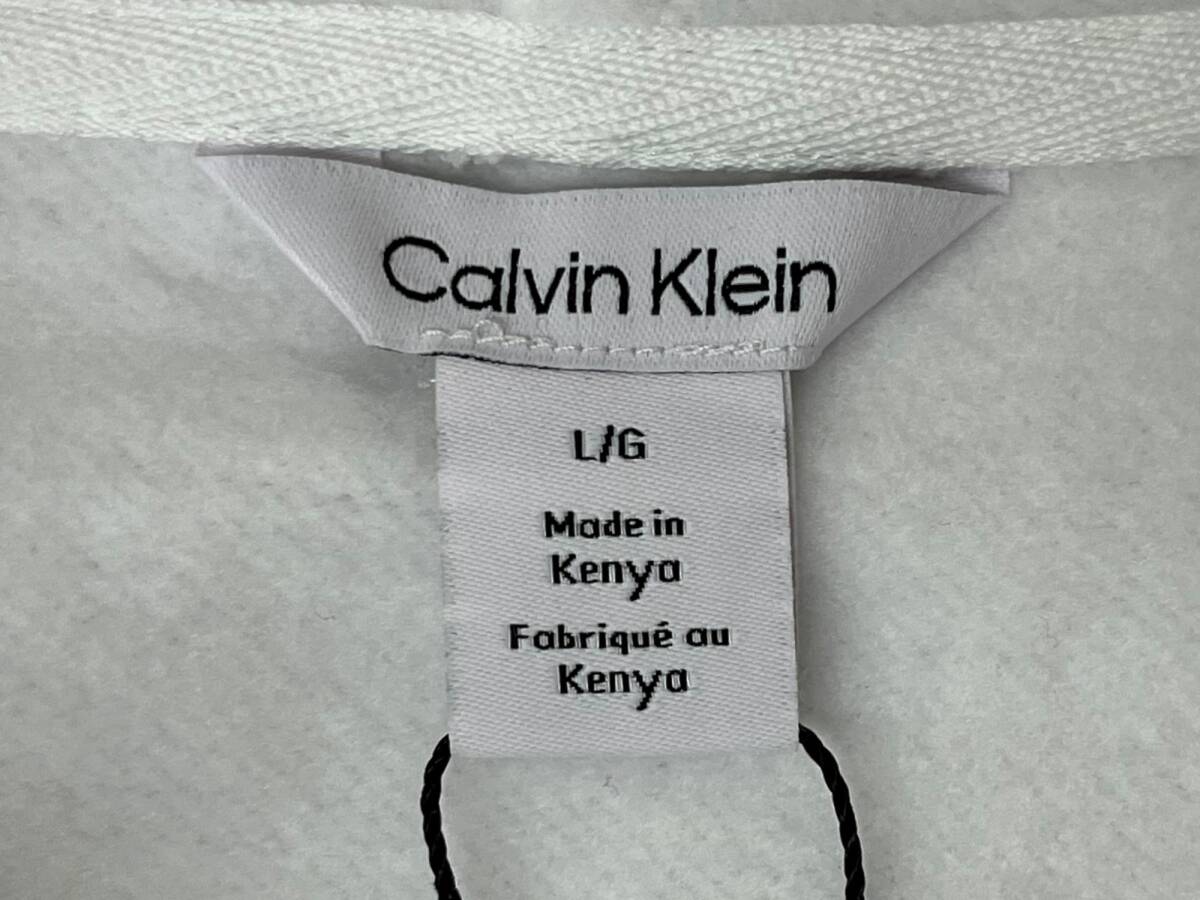 Calvin Klein
L/G
Made in
Kenya
Fabriqué au
Kenya